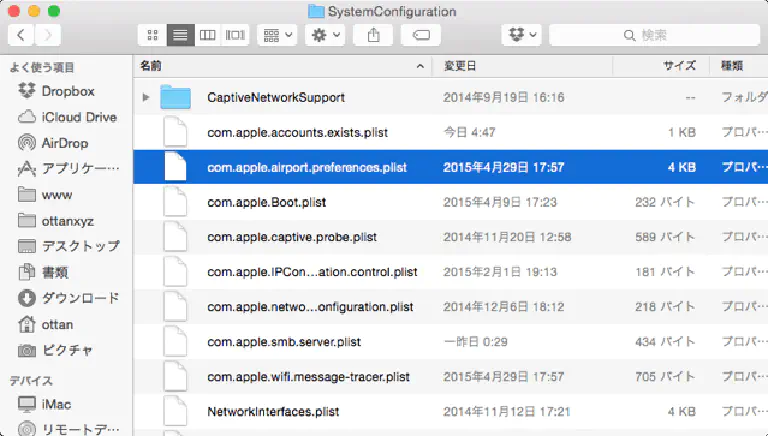 SystemConfiguration
検索
よく使う項目
Dropbox
iCloud Drive
AirDrop
アプリケー…
www
ottanxyz
デスクトップ
書類
ダウンロード
ottan
ピクチャ
デバイス
iMac
リモートデ…
名前 変更日 サイズ 種類
CaptiveNetworkSupport 2014年9月19日 16:16 -- フォルダ
com.apple.accounts.exists.plist 今日 4:47 1 KB プロパ…
com.apple.airport.preferences.plist 2015年4月29日 17:57 4 KB プロパ…
com.apple.Boot.plist 2015年4月9日 17:23 232 バイト プロパ…
com.apple.captive.probe.plist 2014年11月20日 12:58 589 バイト プロパ…
com.apple.IPCon…ation.control.plist 2015年2月1日 19:13 181 バイト プロパ…
com.apple.netwo…onfiguration.plist 2014年12月6日 18:12 218 バイト プロパ…
com.apple.smb.server.plist 一昨日 0:29 434 バイト プロパ…
com.apple.wifi.message-tracer.plist 2015年4月29日 17:57 705 バイト プロパ…
NetworkInterfaces.plist 2014年11月12日 17:21 4 KB プロパ…